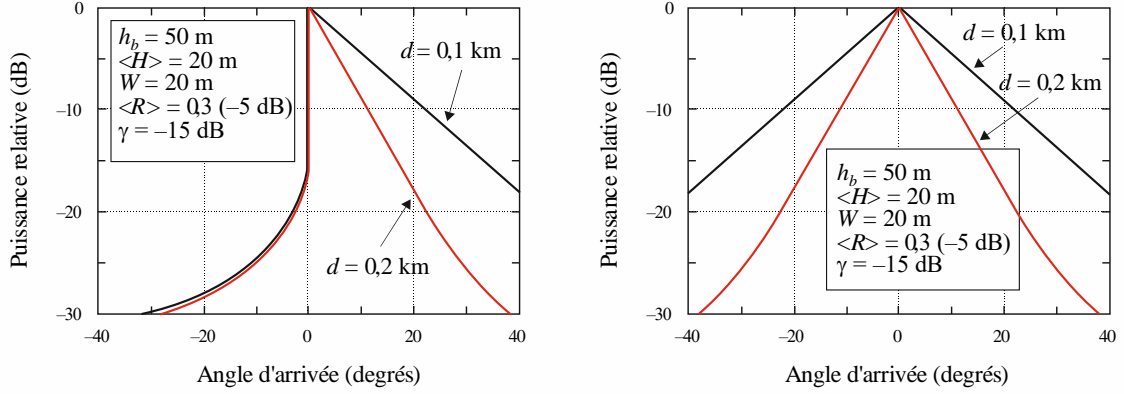 0
–10
–20
–30
Puissance relative (dB)
h_b = 50 m
<H> = 20 m
W = 20 m
<R> = 0,3 (–5 dB)
γ = –15 dB
d = 0,1 km
d = 0,2 km
–40
–20
0
20
40
Angle d'arrivée (degrés)
0
–10
–20
–30
Puissance relative (dB)
d = 0,1 km
d = 0,2 km
h_b = 50 m
<H> = 20 m
W = 20 m
<R> = 0,3 (–5 dB)
γ = –15 dB
–40
–20
0
20
40
Angle d'arrivée (degrés)